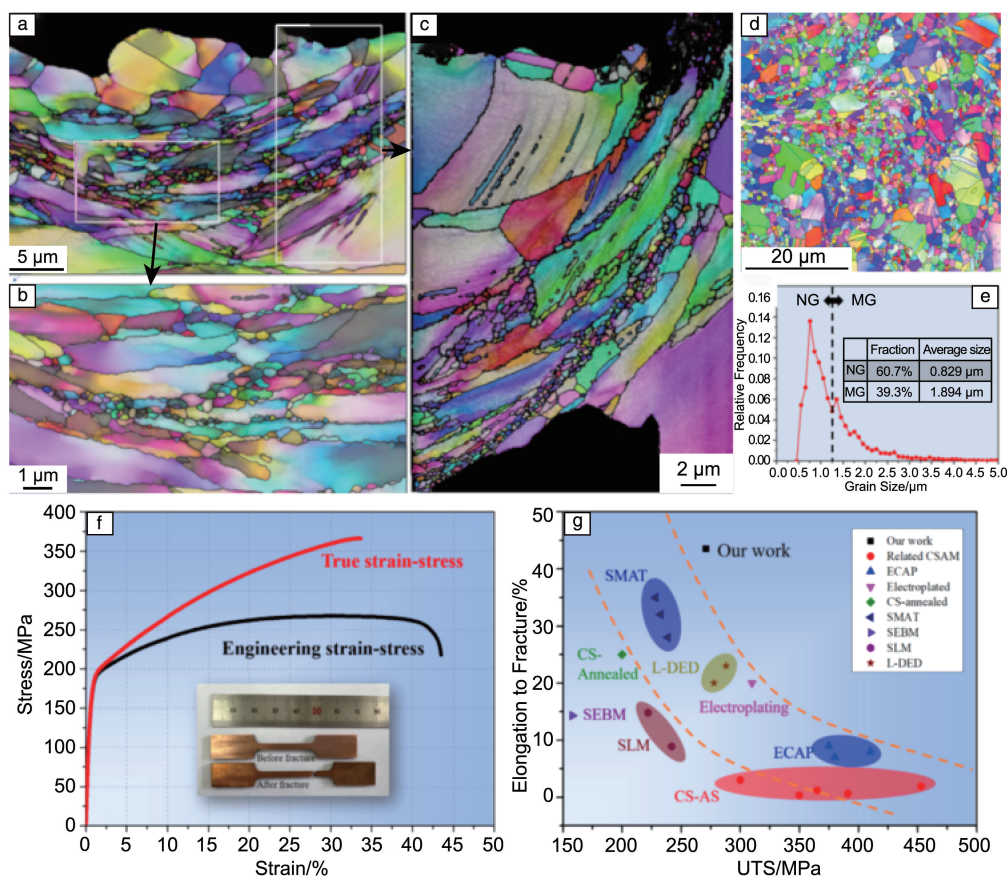 a
5 µm
b
1 µm
c
2 µm
d
20 µm
e
0.16
0.14
0.12
0.10
0.08
0.06
0.04
0.02
0.00
NG MG
Fraction Average size
NG 60.7% 0.829 µm
MG 39.3% 1.894 µm
0.0 0.5 1.0 1.5 2.0 2.5 3.0 3.5 4.0 4.5 5.0
Relative Frequency
Grain Size/µm
f
400
350
300
250
200
150
100
50
0
True strain-stress
Engineering strain-stress
50
Before fracture
After fracture
0 5 10 15 20 25 30 35 40 45 50
Stress/MPa
Strain/%
g
50
40
30
20
10
0
Our work
SMAT
CS-
Annealed
L-DED
Electroplating
SEBM
SLM
ECAP
CS-AS
Our work
Related CSAM
ECAP
Electroplated
CS-annealed
SMAT
SEBM
SLM
L-DED
150 200 250 300 350 400 450 500
Elongation to Fracture/%
UTS/MPa